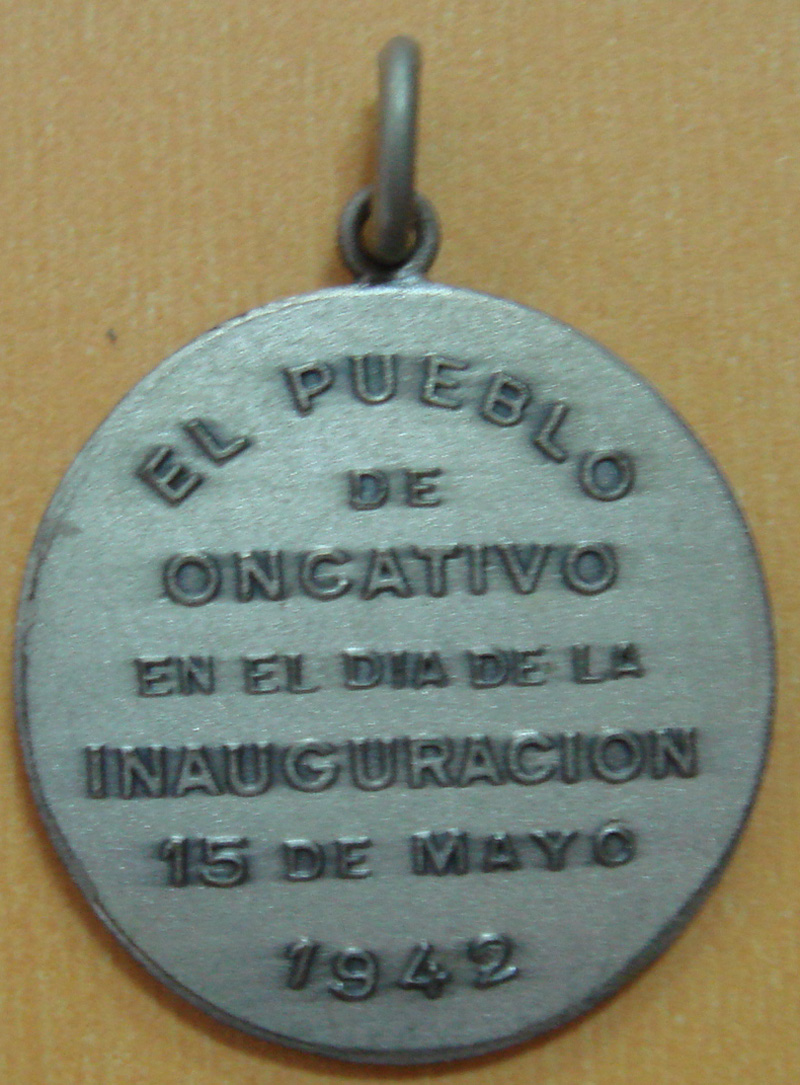 EL PUEBLO
DE
ONCATIVO
EN EL DIA DE LA
INAUGURACION
15 DE MAYO
1942